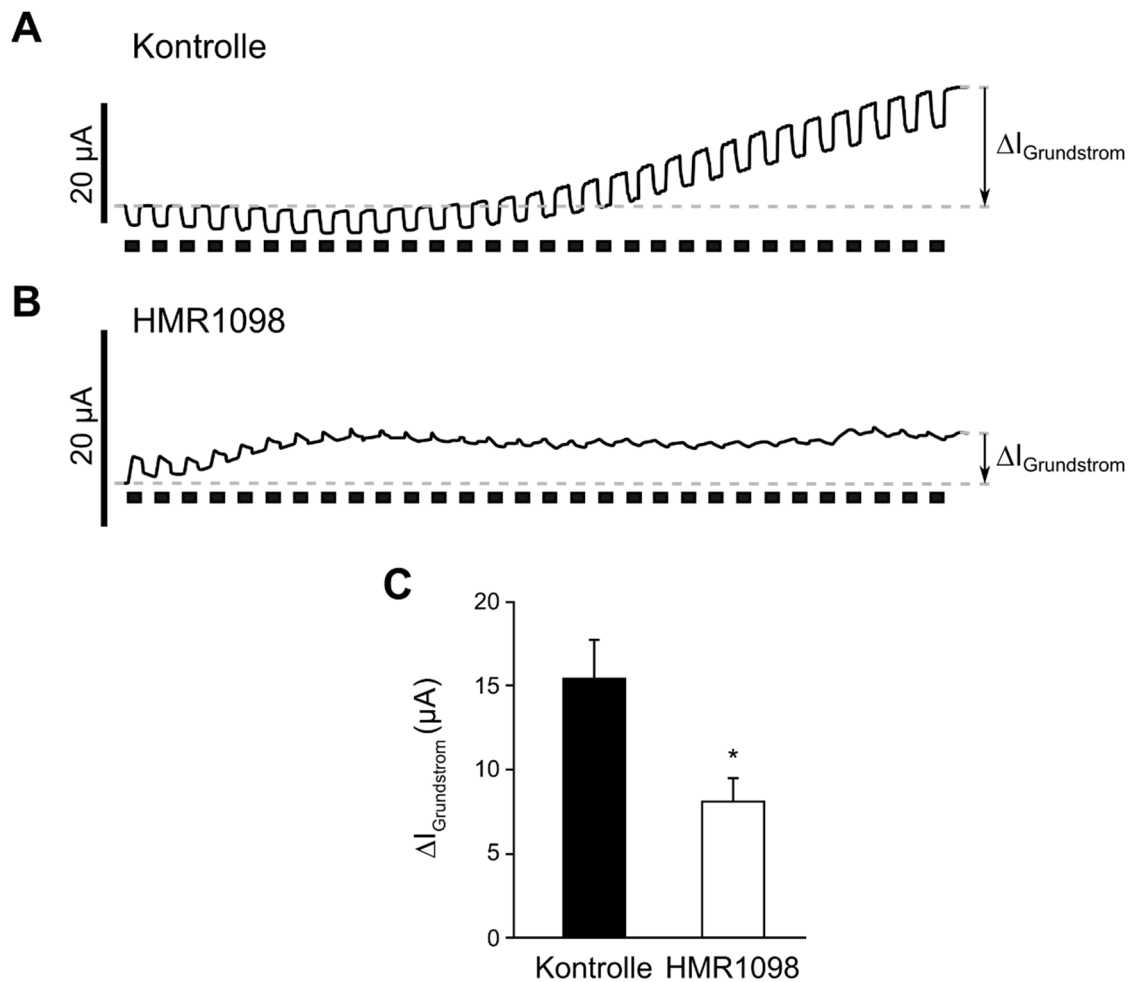 A
Kontrolle
20 µA
ΔIGrundstrom
B
HMR1098
20 µA
ΔIGrundstrom
C
ΔIGrundstrom (µA)
20
15
10
5
0
*
Kontrolle HMR1098